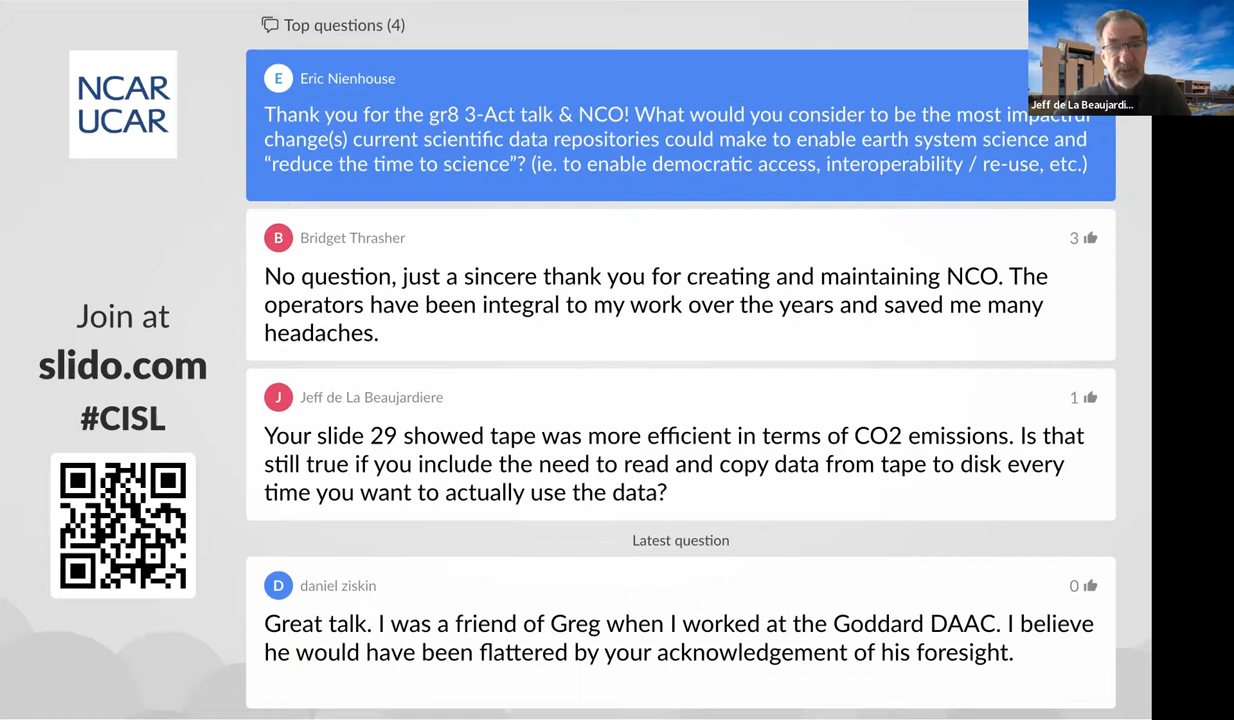 Top questions (4)
NCAR
UCAR
E Eric Nienhouse
Thank you for the gr8 3-Act talk & NCO! What would you consider to be the most impactful
change(s) current scientific data repositories could make to enable earth system science and
“reduce the time to science”? (ie. to enable democratic access, interoperability / re-use, etc.)
Jeff de La Beaujardi...
B Bridget Thrasher 3
No question, just a sincere thank you for creating and maintaining NCO. The
operators have been integral to my work over the years and saved me many
headaches.
Join at
slido.com
#CISL
J Jeff de La Beaujardiere 1
Your slide 29 showed tape was more efficient in terms of CO2 emissions. Is that
still true if you include the need to read and copy data from tape to disk every
time you want to actually use the data?
Latest question
D daniel ziskin 0
Great talk. I was a friend of Greg when I worked at the Goddard DAAC. I believe
he would have been flattered by your acknowledgement of his foresight.